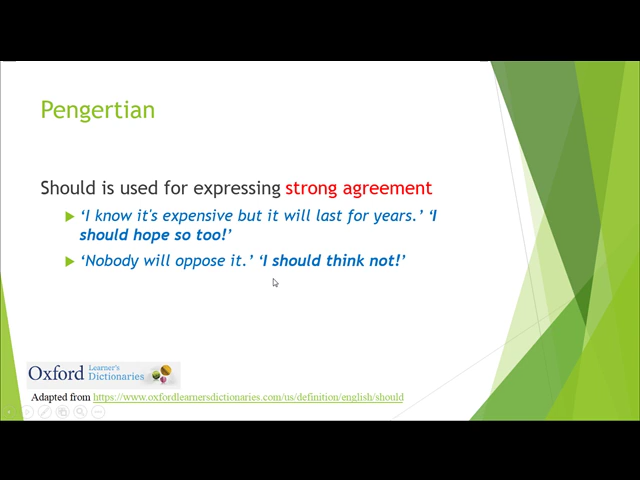 Pengertian
Should is used for expressing strong agreement
‘I know it's expensive but it will last for years.’ ‘I
should hope so too!’
‘Nobody will oppose it.’ ‘I should think not!’
Oxford Learner's Dictionaries
Adapted from https://www.oxfordlearnersdictionaries.com/us/definition/english/should